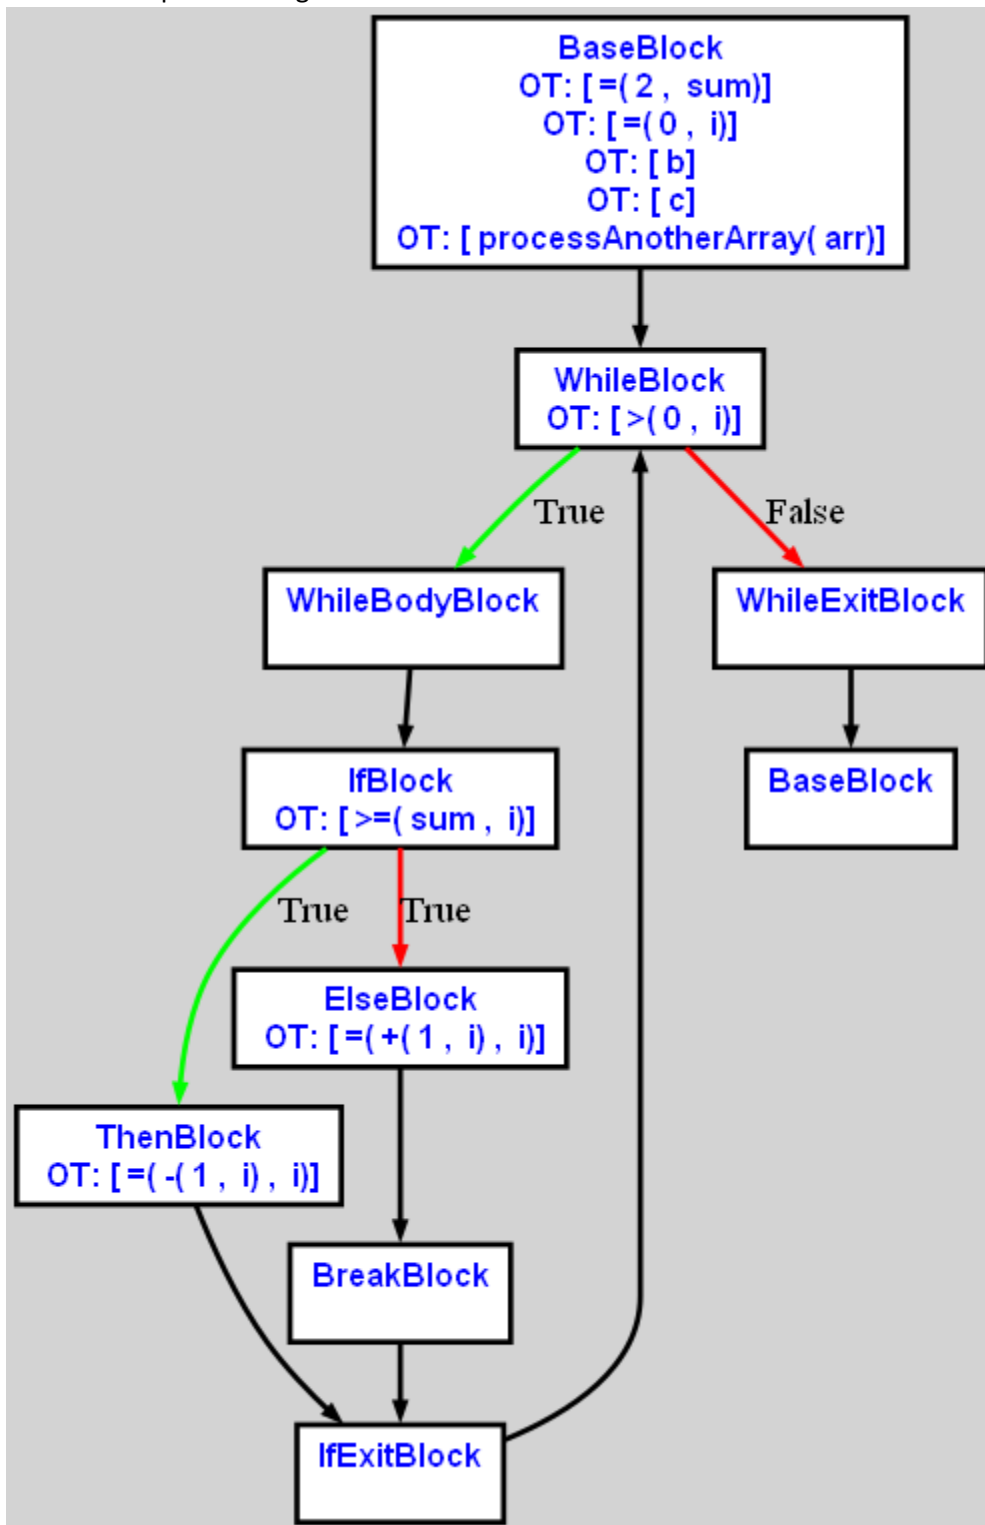 BaseBlock
OT: [ =( 2 , sum)]
OT: [ =( 0 , i)]
OT: [ b]
OT: [ c]
OT: [ processAnotherArray( arr)]
WhileBlock
OT: [ >( 0 , i)]
True
False
WhileBodyBlock
WhileExitBlock
IfBlock
OT: [ >=( sum , i)]
BaseBlock
True
True
ElseBlock
OT: [ =( +( 1 , i) , i)]
ThenBlock
OT: [ =( -( 1 , i) , i)]
BreakBlock
IfExitBlock